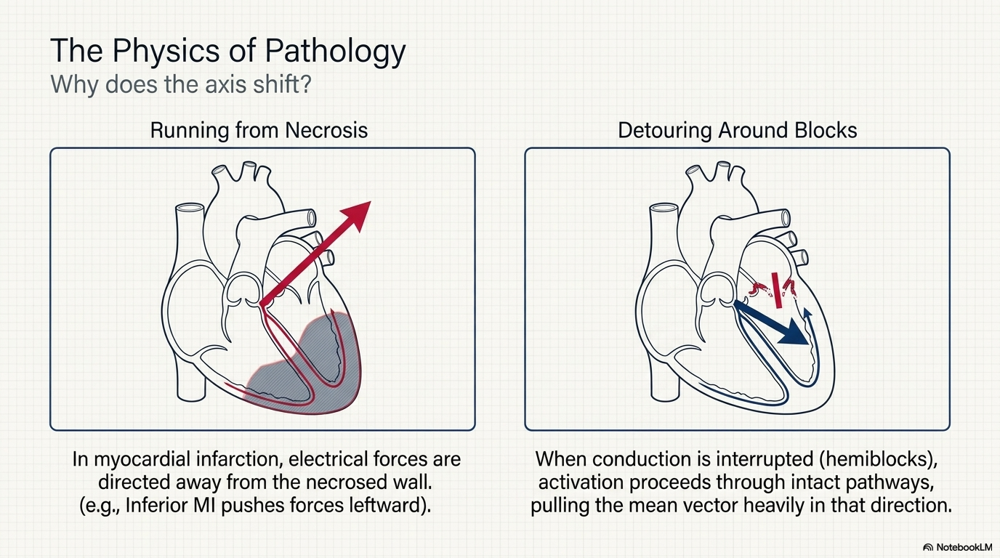 The Physics of Pathology
Why does the axis shift?
Running from Necrosis
In myocardial infarction, electrical forces are
directed away from the necrosed wall.
(e.g., Inferior MI pushes forces leftward).
Detouring Around Blocks
When conduction is interrupted (hemiblocks),
activation proceeds through intact pathways,
pulling the mean vector heavily in that direction.
NotebookLM